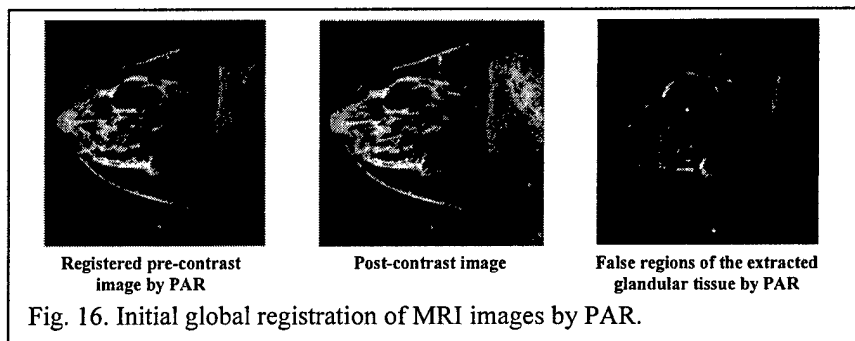 Registered pre-contrast
image by PAR
Post-contrast image
False regions of the extracted
glandular tissue by PAR
Fig. 16. Initial global registration of MRI images by PAR.